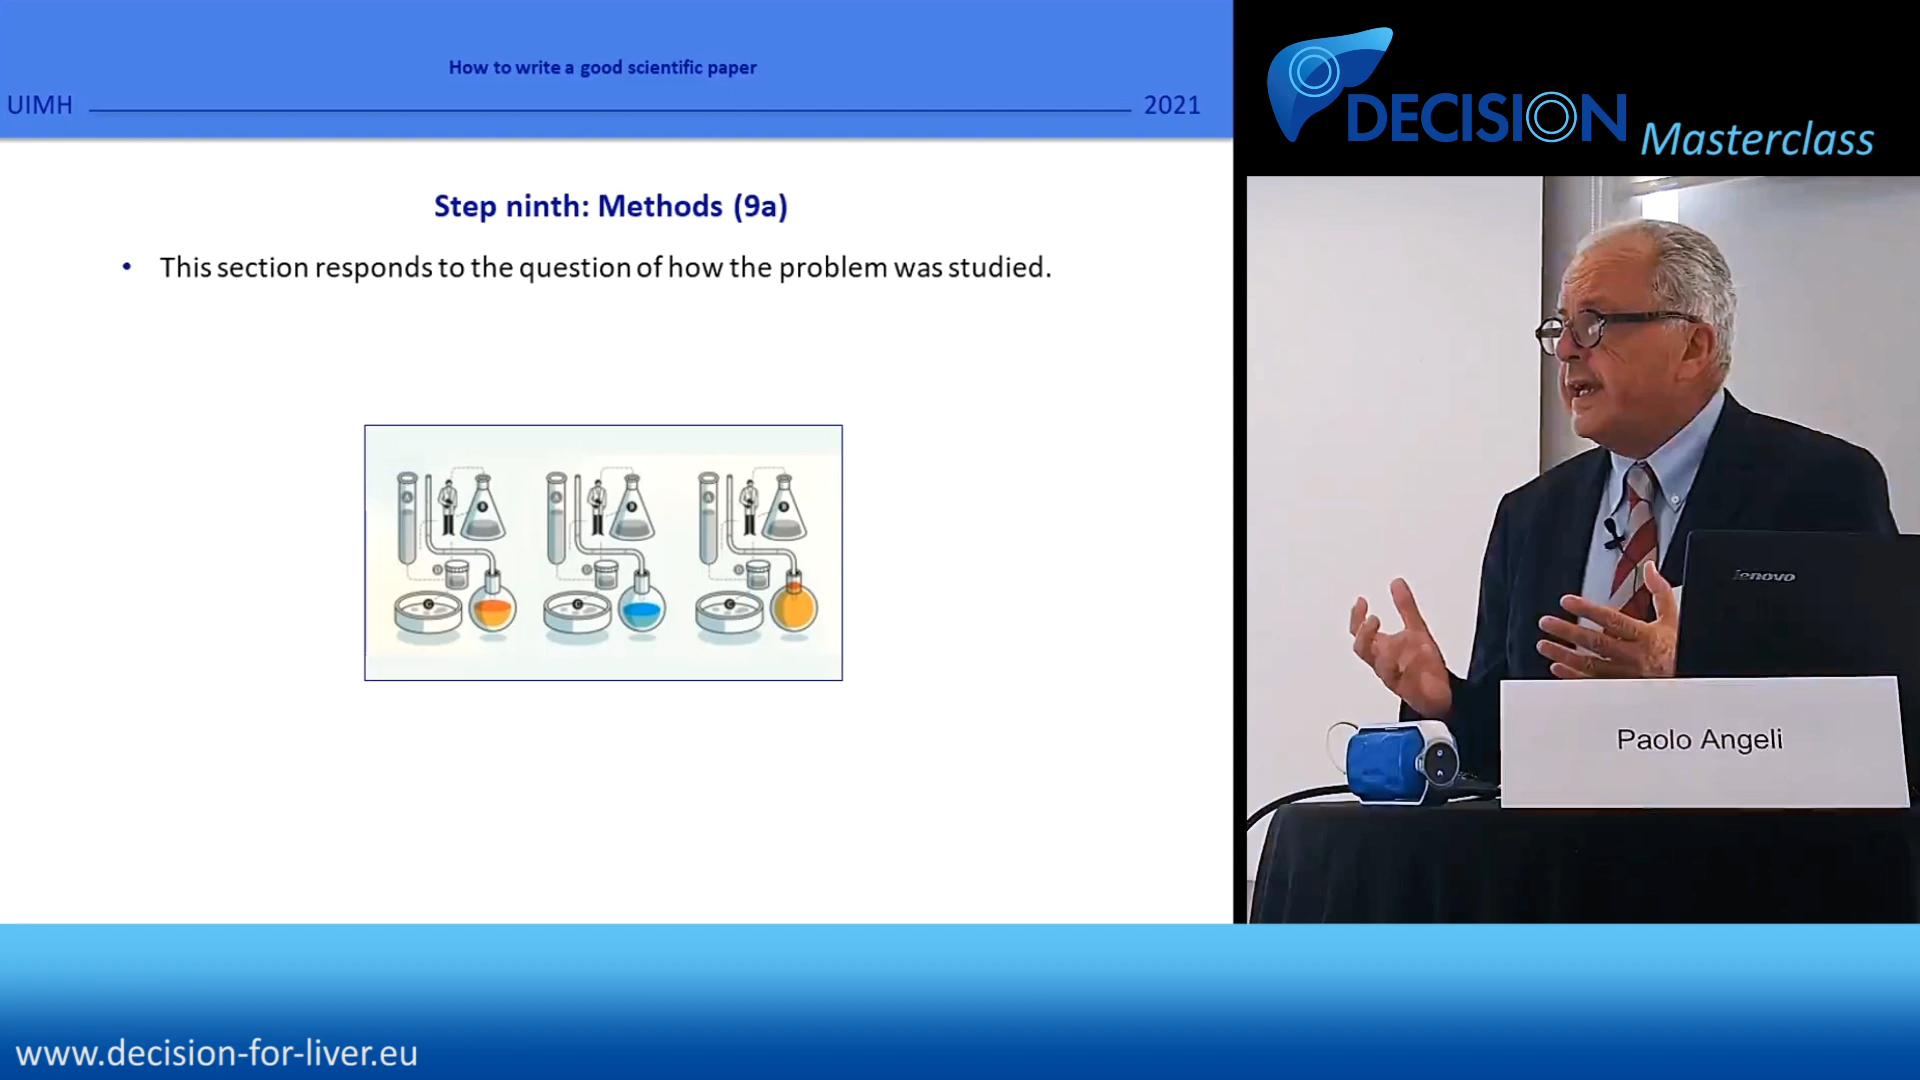 How to write a good scientific paper
UIMH
2021
Step ninth: Methods (9a)
• This section responds to the question of how the problem was studied.
A
B
C
D
A
B
C
D
A
B
C
D
DECISION
Masterclass
lenovo
Paolo Angeli
www.decision-for-liver.eu